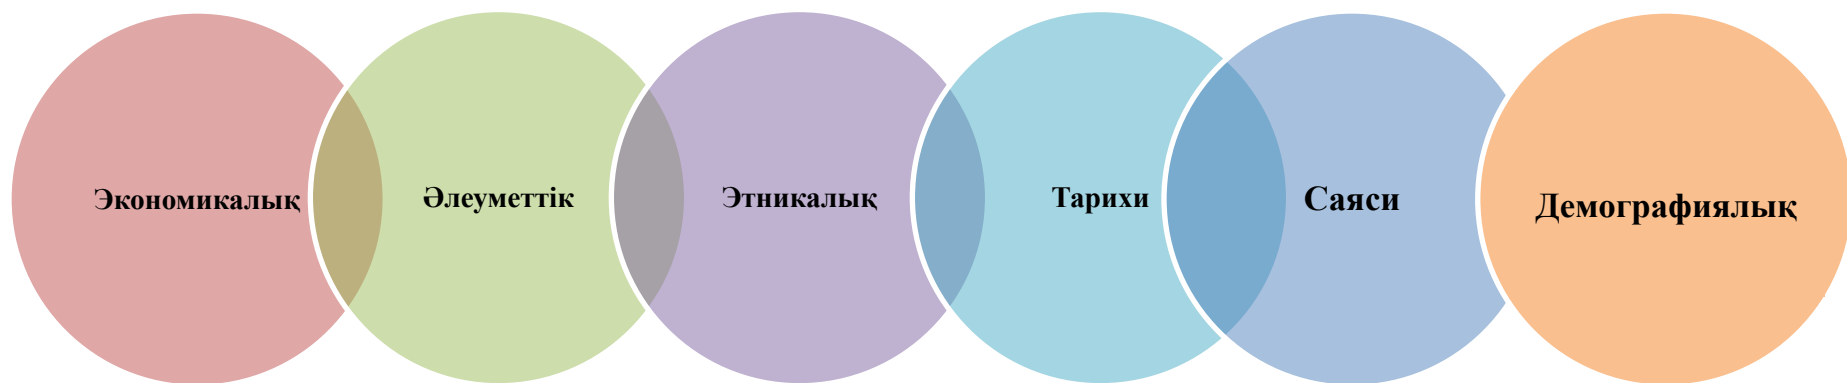 Экономикалық
Әлеуметтік
Этникалық
Тарихи
Саяси
Демографиялық